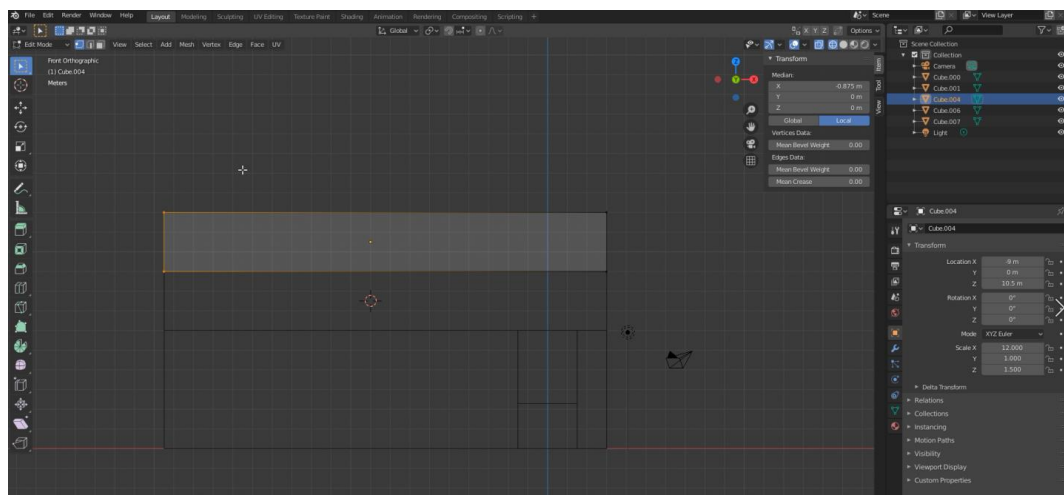 File Edit Render Window Help Layout Modeling Sculpting UV Editing Texture Paint Shading Animation Rendering Compositing Scripting + Scene View Layer
Global X Y Z Options
Edit Mode View Select Add Mesh Vertex Edge Face UV
Front Orthographic
(1) Cube.004
Meters
Z
Y
X
Transform
Median:
X -0.875 m
Y 0 m
Z 0 m
Global Local
Vertices Data:
Mean Bevel Weight 0.00
Edges Data:
Mean Bevel Weight 0.00
Mean Crease 0.00
Item
Tool
View
Scene Collection
Collection
Camera
Cube.000
Cube.001
Cube.004
Cube.006
Cube.007
Light
Cube.004
Cube.004
Transform
Location X -9 m
Y 0 m
Z 10.5 m
Rotation X 0°
Y 0°
Z 0°
Mode XYZ Euler
Scale X 12.000
Y 1.000
Z 1.500
Delta Transform
Relations
Collections
Instancing
Motion Paths
Visibility
Viewport Display
Custom Properties